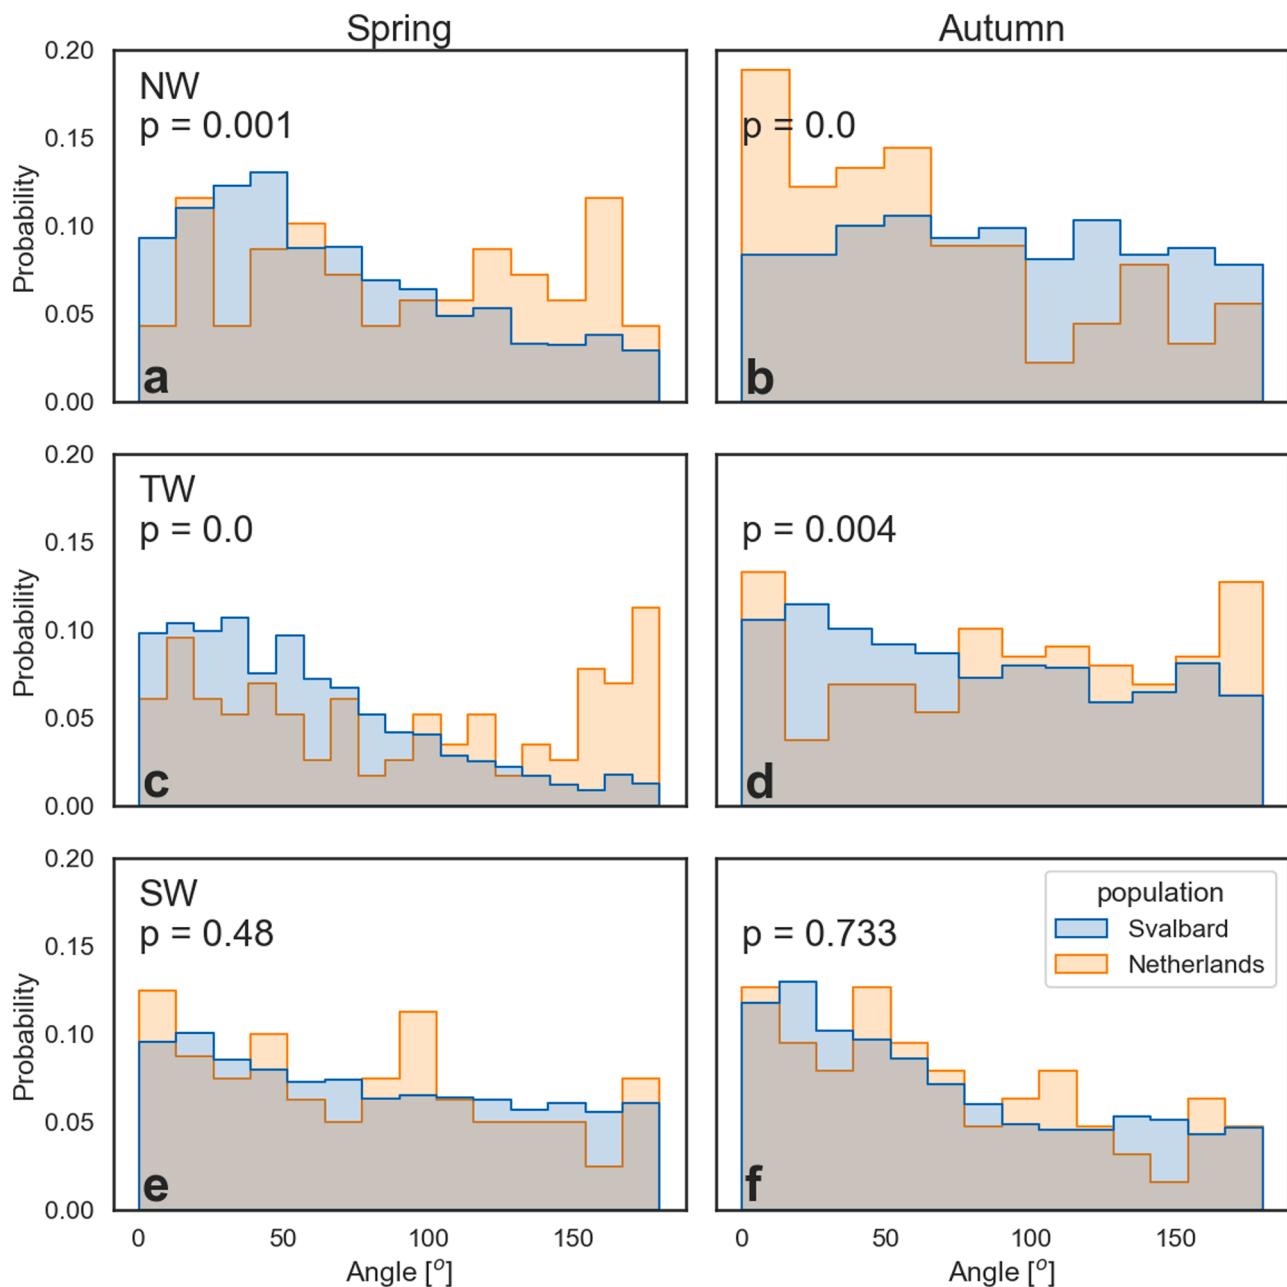 Spring
Autumn
0.20
0.15
0.10
0.05
0.00
Probability
NW
p = 0.001
a
p = 0.0
b
0.20
0.15
0.10
0.05
0.00
Probability
TW
p = 0.0
c
p = 0.004
d
0.20
0.15
0.10
0.05
0.00
Probability
SW
p = 0.48
e
p = 0.733
population
Svalbard
Netherlands
f
0 50 100 150
0 50 100 150
Angle [º]
Angle [º]